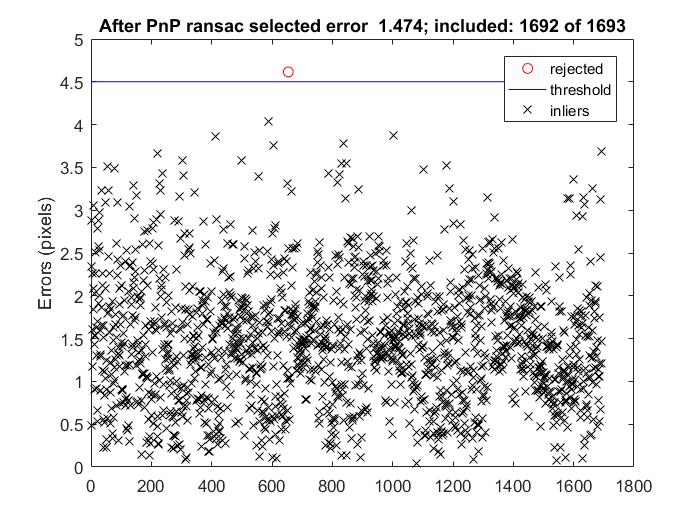 After PnP ransac selected error 1.474; included: 1692 of 1693
5
4.5
4
3.5
3
2.5
2
1.5
1
0.5
0
Errors (pixels)
rejected
threshold
inliers
0 200 400 600 800 1000 1200 1400 1600 1800